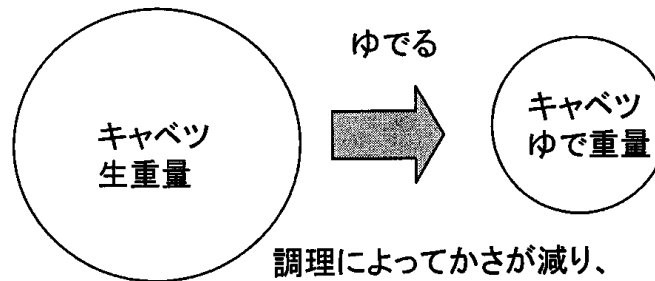 ゆでる
キャベツ
生重量
キャベツ
ゆで重量
調理によってかさが減り、